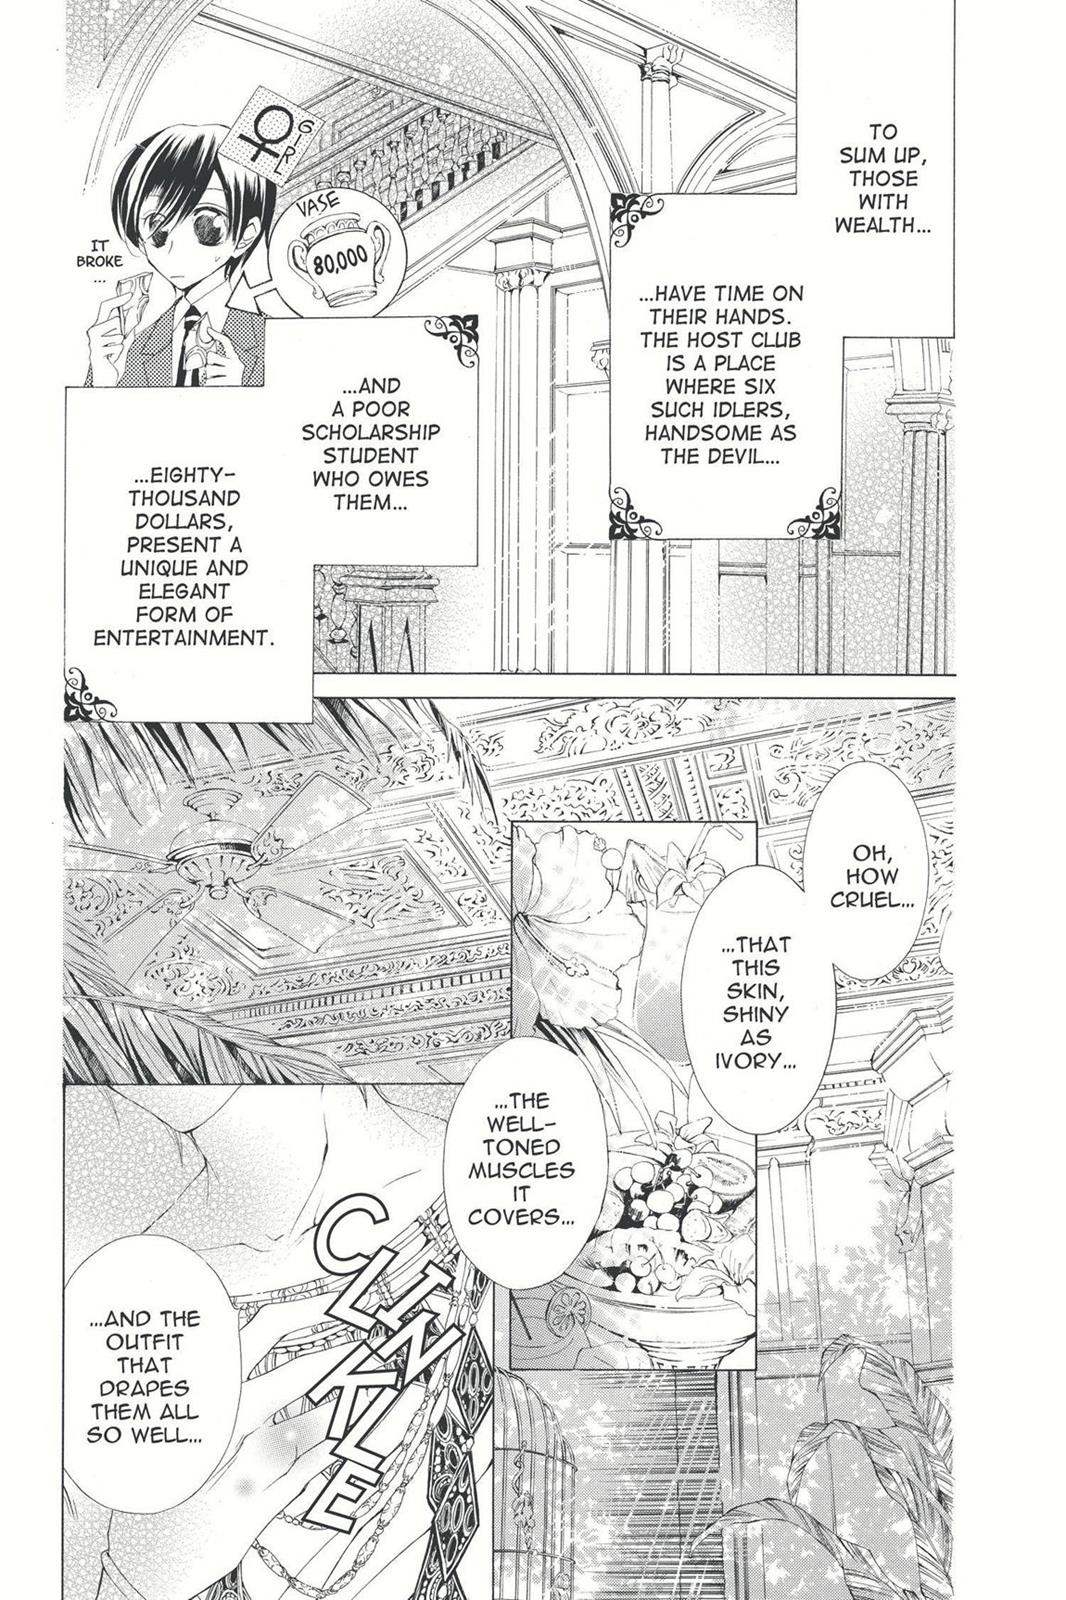 TO
SUM UP,
THOSE
WITH
WEALTH...
...HAVE TIME ON
THEIR HANDS.
THE HOST CLUB
IS A PLACE
WHERE SIX
SUCH IDLERS,
HANDSOME AS
THE DEVIL...
...AND
A POOR
SCHOLARSHIP
STUDENT
WHO OWES
THEM...
GIRL
VASE
80,000
IT
BROKE
...
...EIGHTY-
THOUSAND
DOLLARS,
PRESENT A
UNIQUE AND
ELEGANT
FORM OF
ENTERTAINMENT.
OH,
HOW
CRUEL...
...THAT
THIS
SKIN,
SHINY
AS
IVORY...
...THE
WELL-
TONED
MUSCLES
IT
COVERS...
CLINKLE
...AND THE
OUTFIT
THAT
DRAPES
THEM ALL
SO WELL...